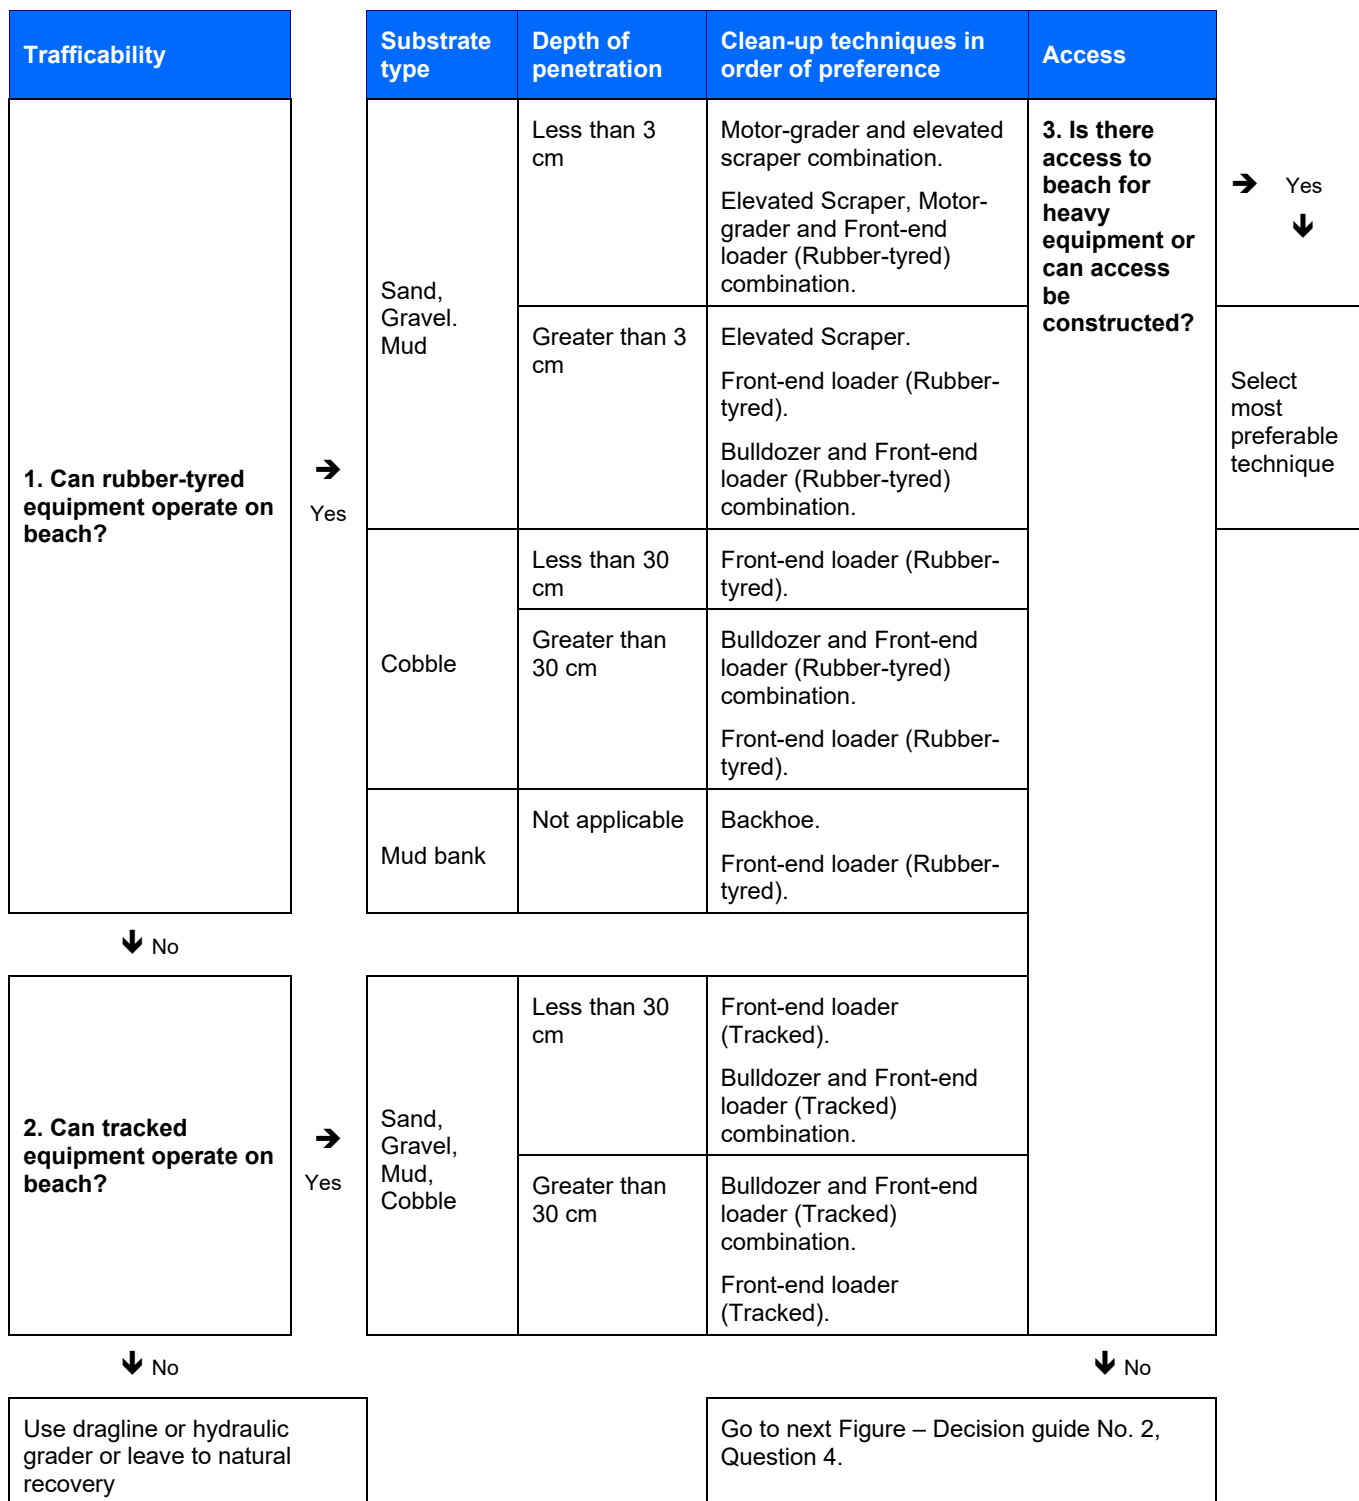 Trafficability
Substrate
type
Depth of
penetration
Clean-up techniques in
order of preference
Access
1. Can rubber-tyred
equipment operate on
beach?
➔
Yes
Sand,
Gravel.
Mud
Less than 3
cm
Motor-grader and elevated
scraper combination.
Elevated Scraper, Motor-
grader and Front-end
loader (Rubber-tyred)
combination.
3. Is there
access to
beach for
heavy
equipment or
can access
be
constructed?
➔ Yes
🡻
Greater than 3
cm
Elevated Scraper.
Front-end loader (Rubber-
tyred).
Bulldozer and Front-end
loader (Rubber-tyred)
combination.
Select
most
preferable
technique
Cobble
Less than 30
cm
Front-end loader (Rubber-
tyred).
Greater than
30 cm
Bulldozer and Front-end
loader (Rubber-tyred)
combination.
Front-end loader (Rubber-
tyred).
Mud bank
Not applicable
Backhoe.
Front-end loader (Rubber-
tyred).
🡻 No
2. Can tracked
equipment operate on
beach?
➔
Yes
Sand,
Gravel,
Mud,
Cobble
Less than 30
cm
Front-end loader
(Tracked).
Bulldozer and Front-end
loader (Tracked)
combination.
Greater than
30 cm
Bulldozer and Front-end
loader (Tracked)
combination.
Front-end loader
(Tracked).
🡻 No
🡻 No
Use dragline or hydraulic
grader or leave to natural
recovery
Go to next Figure – Decision guide No. 2,
Question 4.